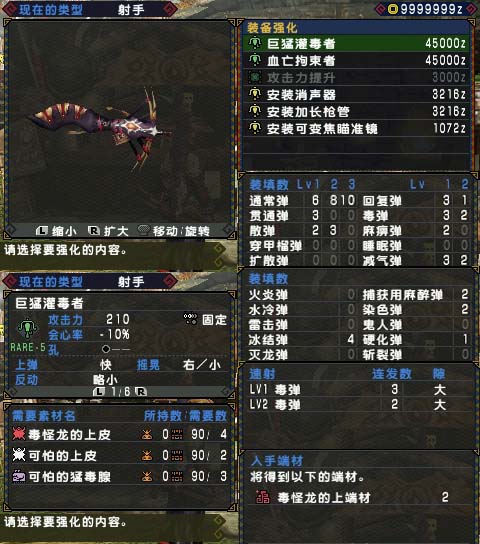 现在的类型 射手
9999999z
装备强化
巨猛灌毒者 45000z
血亡拘束者 45000z
攻击力提升 3000z
安装消声器 3216z
安装加长枪管 3216z
安装可变焦瞄准镜 1072z
L 缩小 R 扩大 移动/旋转
请选择要强化的内容。
装填数 Lv1 2 3 Lv 1 2
通常弹 6 8 10 回复弹 3 1
贯通弹 3 0 0 毒弹 3 2
散弹 2 3 0 麻痹弹 2 0
穿甲榴弹 0 0 0 睡眠弹 0 0
扩散弹 0 0 0 减气弹 3 2
现在的类型 射手
巨猛灌毒者
攻击力 210 固定
会心率 -10%
RARE-5 孔
上弹 快 摇晃 右/小
反动 略小
L 1/6 R
装填数
火炎弹 0 捕获用麻醉弹 2
水冷弹 0 染色弹 2
雷击弹 0 鬼人弹 0
冰结弹 4 硬化弹 1
灭龙弹 0 斩裂弹 0
速射 连发数 隙
LV1 毒弹 3 大
LV2 毒弹 2 大
需要素材名 所持数/需要数
毒怪龙的上皮 0 90/ 4
可怕的上皮 0 90/ 2
可怕的猛毒腺 0 90/ 3
入手端材
将得到以下的端材。
毒怪龙的上端材 2
请选择要强化的内容。